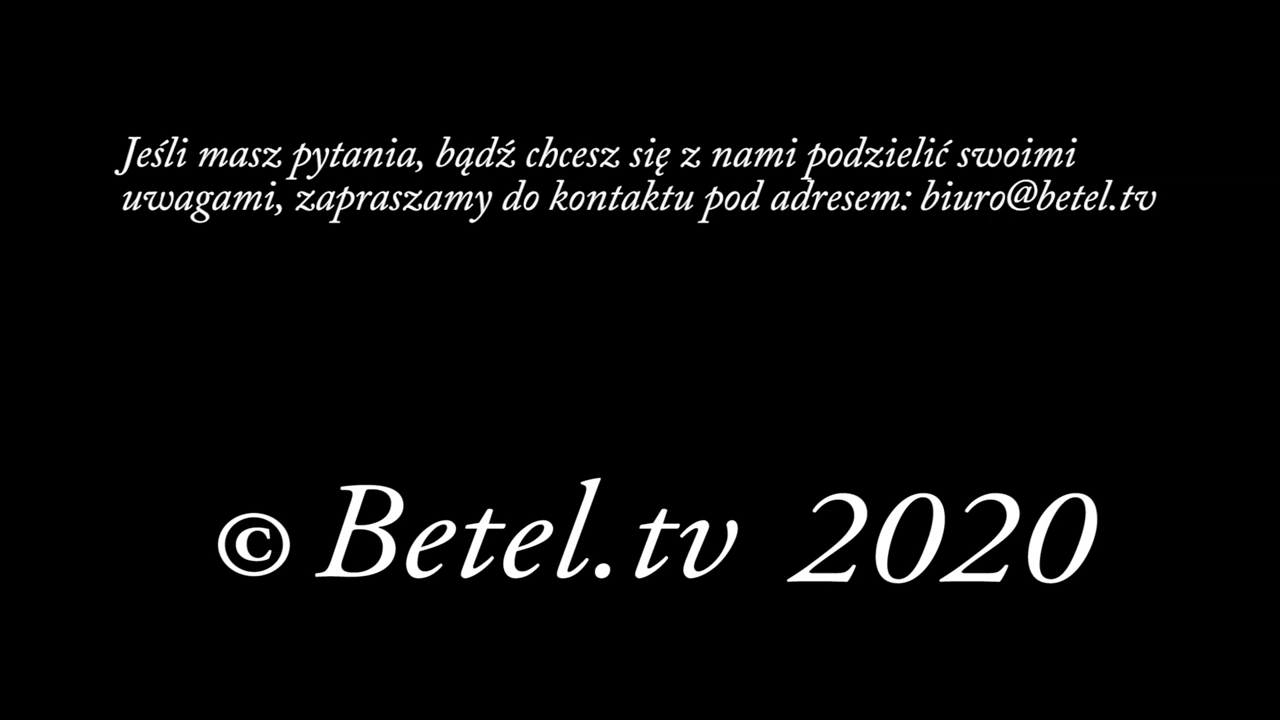 Jeśli masz pytania, bądź chcesz się z nami podzielić swoimi
uwagami, zapraszamy do kontaktu pod adresem: biuro@betel.tv
© Betel.tv 2020